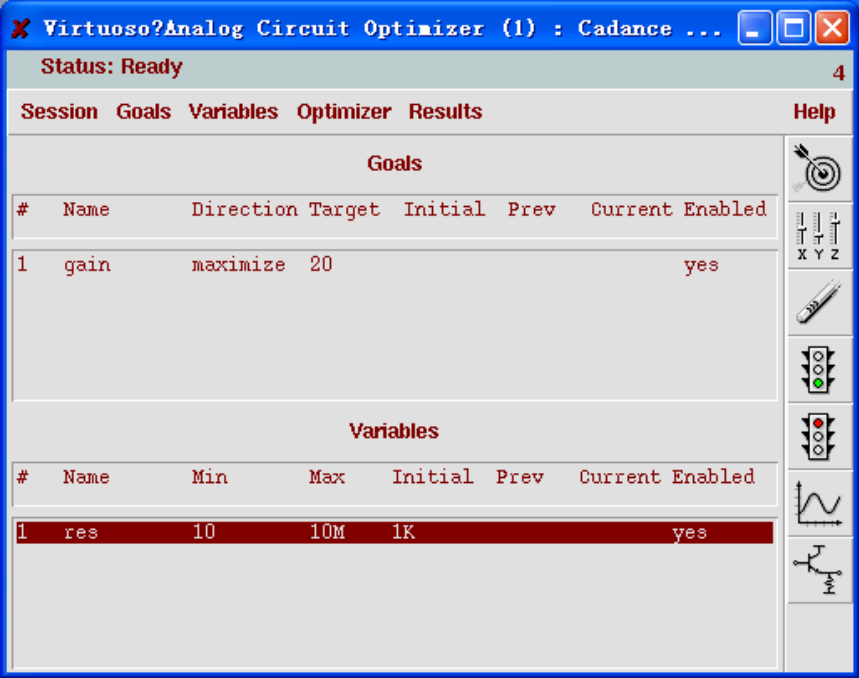 Virtuoso?Analog Circuit Optimizer (1) : Cadance ...
Status: Ready 4
Session Goals Variables Optimizer Results Help
Goals
# Name Direction Target Initial Prev Current Enabled
1 gain maximize 20 yes
X Y Z
Variables
# Name Min Max Initial Prev Current Enabled
1 res 10 10M 1K yes